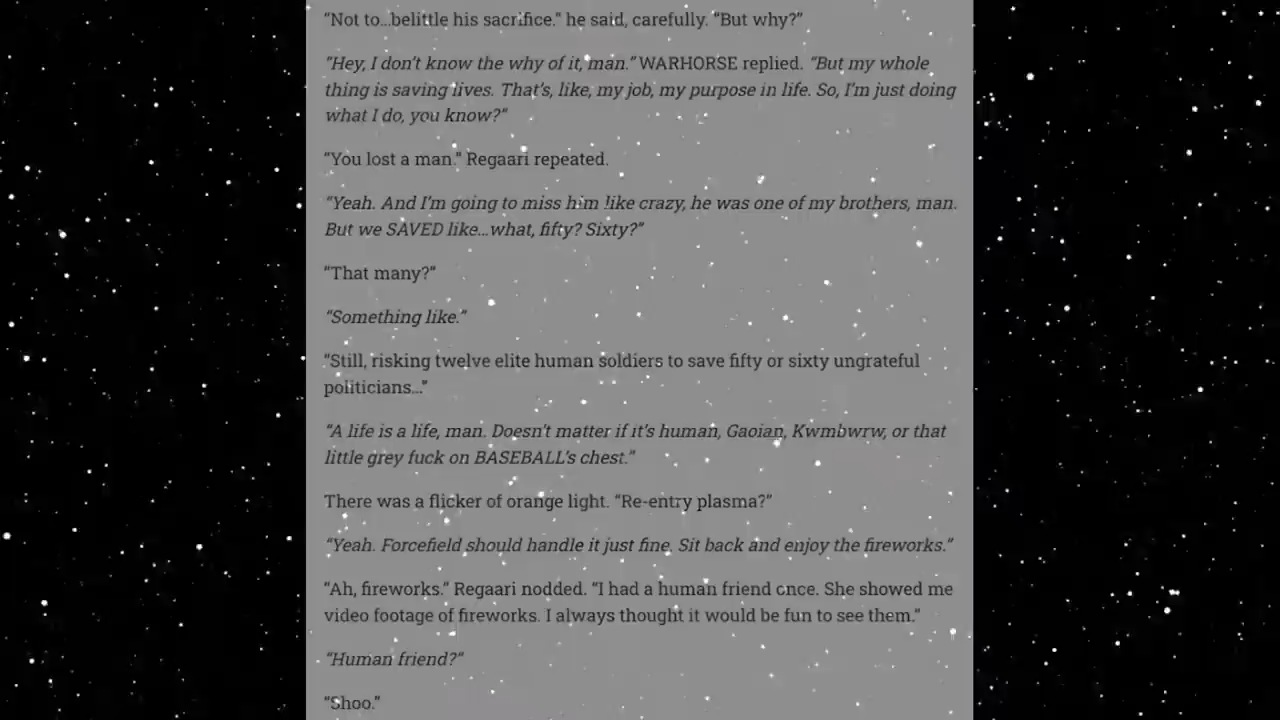 “Not to…belittle his sacrifice.” he said, carefully. “But why?”
“Hey, I don’t know the why of it, man.” WARHORSE replied. “But my whole
thing is saving lives. That’s, like, my job, my purpose in life. So, I’m just doing
what I do, you know?”
“You lost a man.” Regaari repeated.
“Yeah. And I’m going to miss him like crazy, he was one of my brothers, man.
But we SAVED like…what, fifty? Sixty?”
“That many?”
“Something like.”
“Still, risking twelve elite human soldiers to save fifty or sixty ungrateful
politicians…”
“A life is a life, man. Doesn’t matter if it’s human, Gaoian, Kwmbwrw, or that
little grey fuck on BASEBALL’s chest.”
There was a flicker of orange light. “Re-entry plasma?”
“Yeah. Forcefield should handle it just fine. Sit back and enjoy the fireworks.”
“Ah, fireworks.” Regaari nodded. “I had a human friend once. She showed me
video footage of fireworks. I always thought it would be fun to see them.”
“Human friend?”
“Shoo.”